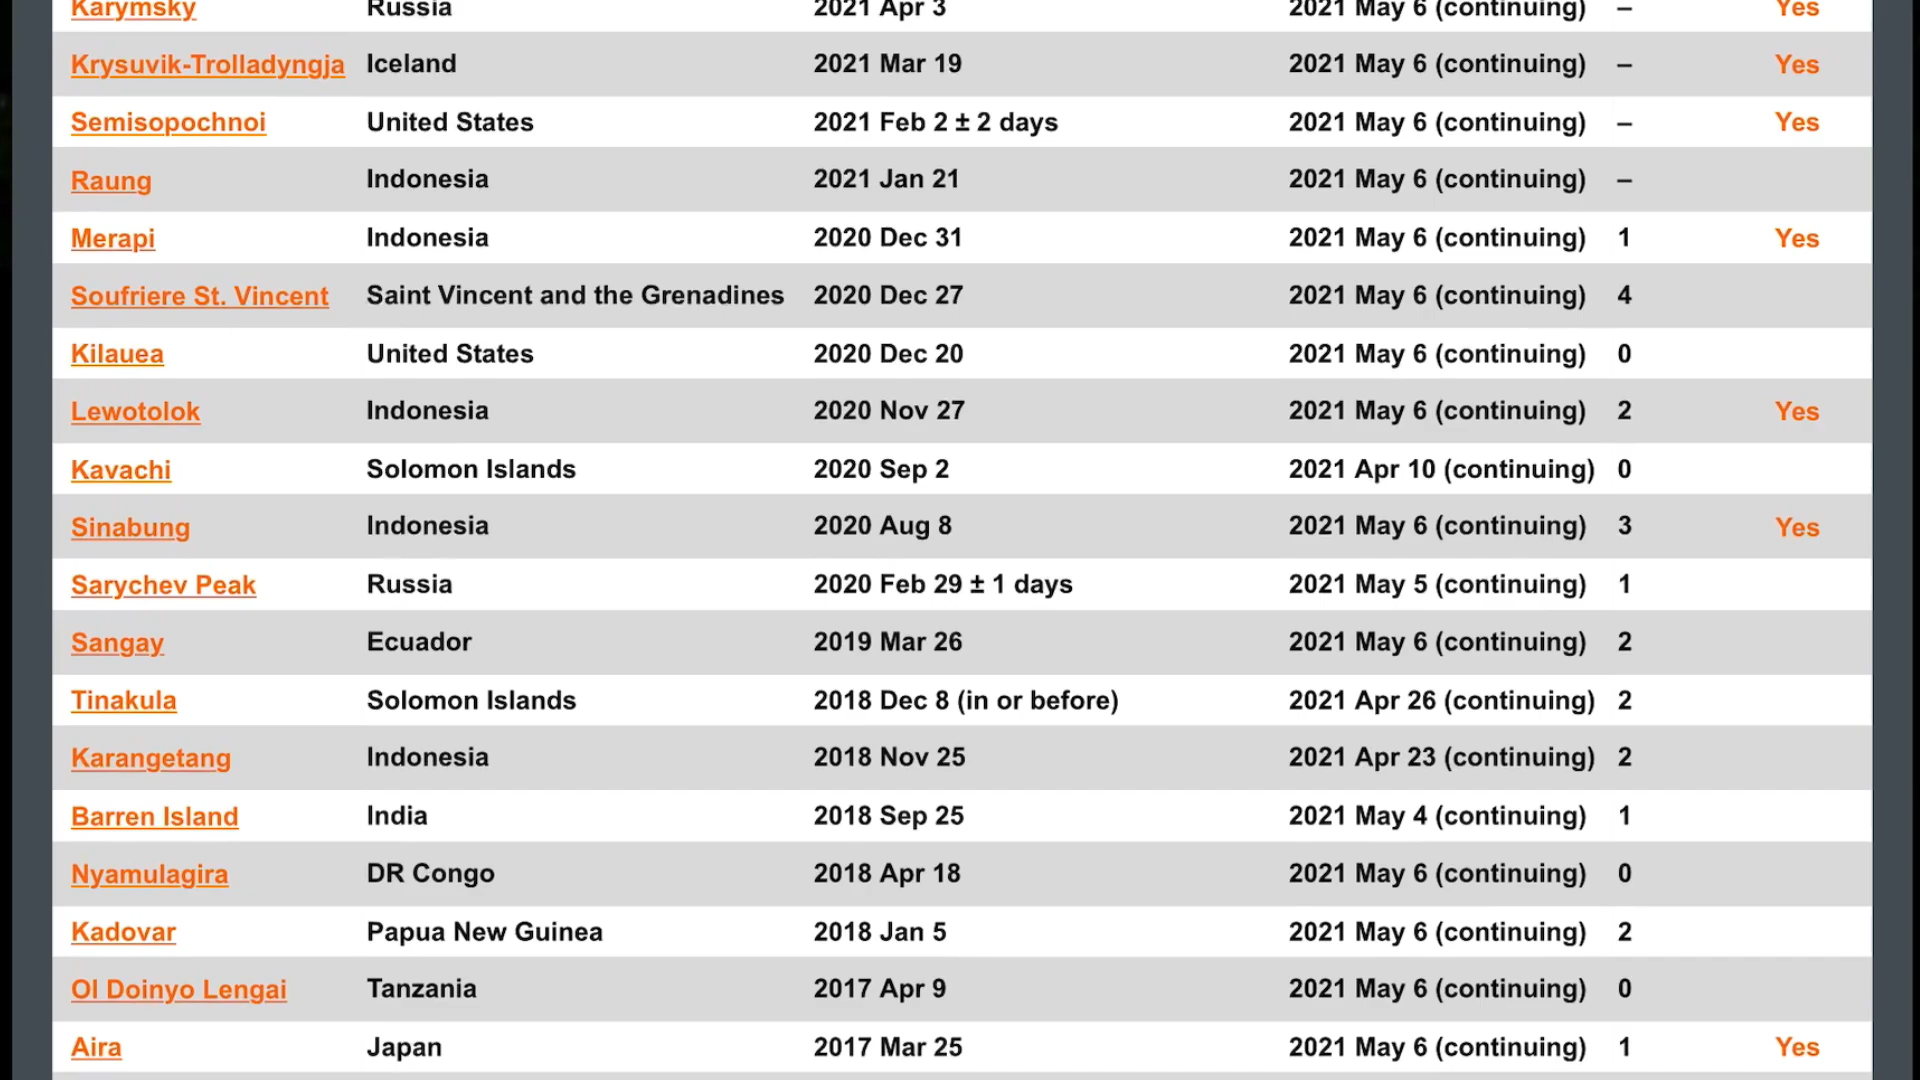 Karymsky Russia 2021 Apr 3 2021 May 6 (continuing) – Yes
Krysuvik-Trolladyngja Iceland 2021 Mar 19 2021 May 6 (continuing) – Yes
Semisopochnoi United States 2021 Feb 2 ± 2 days 2021 May 6 (continuing) – Yes
Raung Indonesia 2021 Jan 21 2021 May 6 (continuing) –
Merapi Indonesia 2020 Dec 31 2021 May 6 (continuing) 1 Yes
Soufriere St. Vincent Saint Vincent and the Grenadines 2020 Dec 27 2021 May 6 (continuing) 4
Kilauea United States 2020 Dec 20 2021 May 6 (continuing) 0
Lewotolok Indonesia 2020 Nov 27 2021 May 6 (continuing) 2 Yes
Kavachi Solomon Islands 2020 Sep 2 2021 Apr 10 (continuing) 0
Sinabung Indonesia 2020 Aug 8 2021 May 6 (continuing) 3 Yes
Sarychev Peak Russia 2020 Feb 29 ± 1 days 2021 May 5 (continuing) 1
Sangay Ecuador 2019 Mar 26 2021 May 6 (continuing) 2
Tinakula Solomon Islands 2018 Dec 8 (in or before) 2021 Apr 26 (continuing) 2
Karangetang Indonesia 2018 Nov 25 2021 Apr 23 (continuing) 2
Barren Island India 2018 Sep 25 2021 May 4 (continuing) 1
Nyamulagira DR Congo 2018 Apr 18 2021 May 6 (continuing) 0
Kadovar Papua New Guinea 2018 Jan 5 2021 May 6 (continuing) 2
Ol Doinyo Lengai Tanzania 2017 Apr 9 2021 May 6 (continuing) 0
Aira Japan 2017 Mar 25 2021 May 6 (continuing) 1 Yes